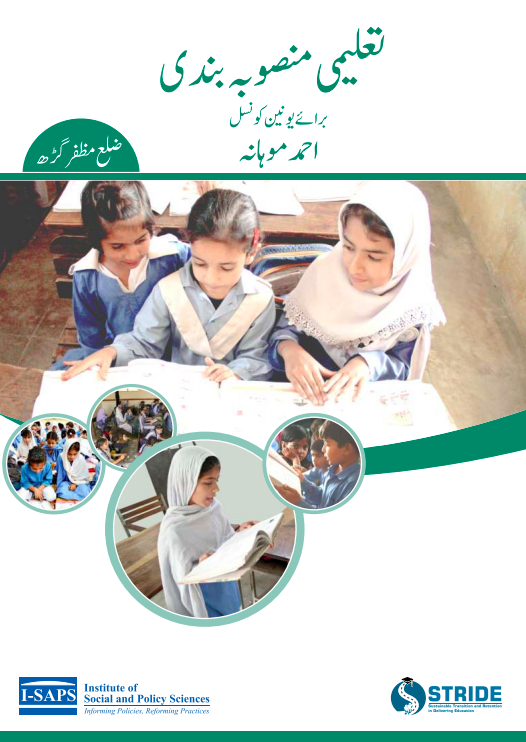 تعلیمی منصوبہ بندی
برائے یونین کونسل
احمد موہانہ
ضلع مظفر گڑھ
I-SAPS
Institute of
Social and Policy Sciences
Informing Policies, Reforming Practices
STRIDE
Sustainable Transition and Retention
in Delivering Education